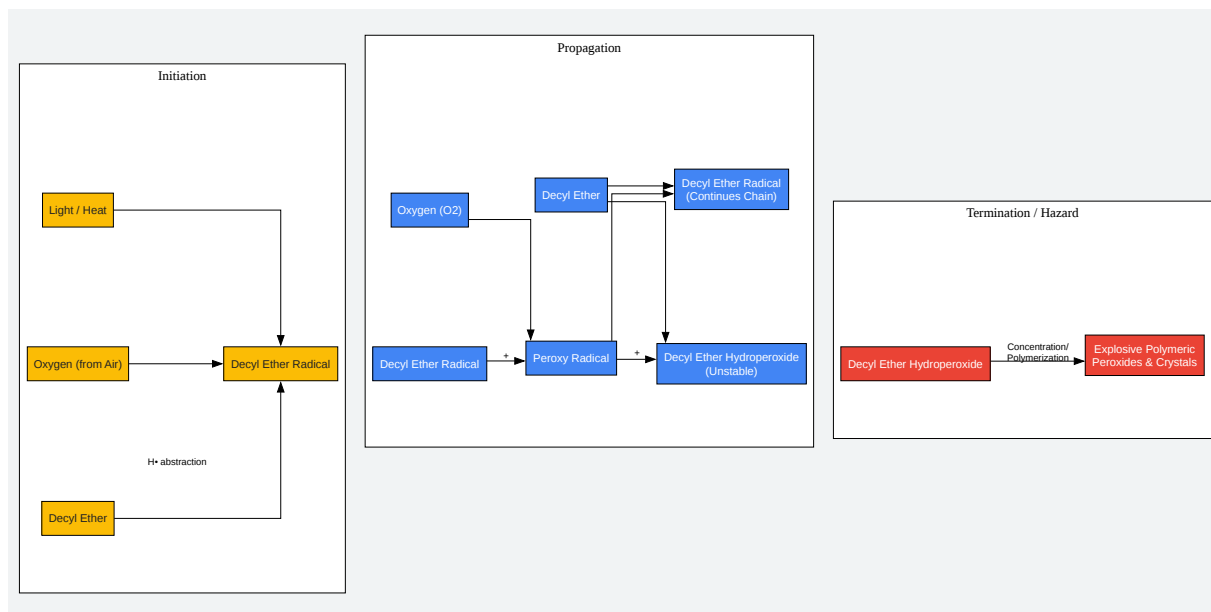 Initiation
Light / Heat
Oxygen (from Air)
Decyl Ether Radical
H• abstraction
Decyl Ether
Propagation
Oxygen (O2)
Decyl Ether
Decyl Ether Radical
(Continues Chain)
Decyl Ether Radical
+
Peroxy Radical
+
Decyl Ether Hydroperoxide
(Unstable)
Termination / Hazard
Decyl Ether Hydroperoxide
Concentration/
Polymerization
Explosive Polymeric
Peroxides & Crystals